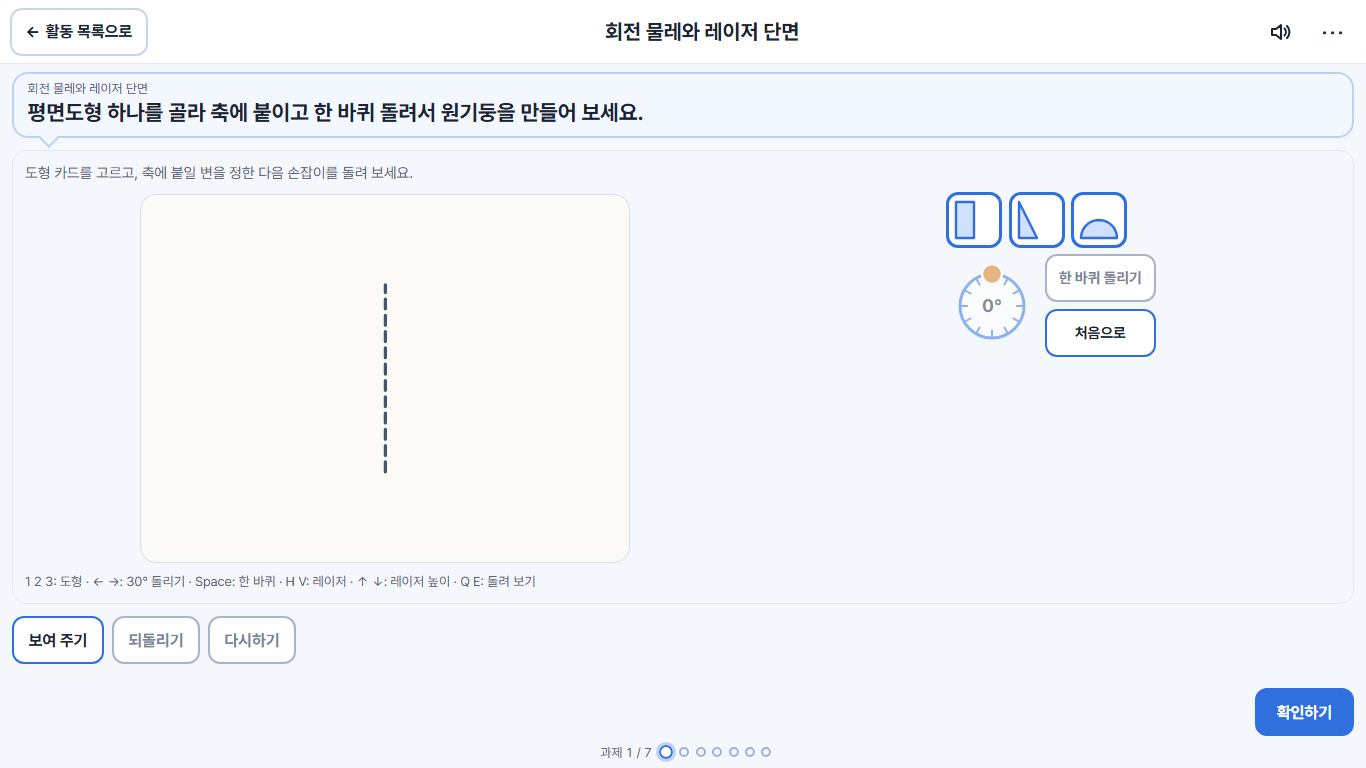 ← 활동 목록으로
회전 물레와 레이저 단면
회전 물레와 레이저 단면
평면도형 하나를 골라 축에 붙이고 한 바퀴 돌려서 원기둥을 만들어 보세요.
도형 카드를 고르고, 축에 붙일 변을 정한 다음 손잡이를 돌려 보세요.
0°
한 바퀴 돌리기
처음으로
1 2 3: 도형 · ← →: 30° 돌리기 · Space: 한 바퀴 · H V: 레이저 · ↑ ↓: 레이저 높이 · Q E: 돌려 보기
보여 주기
되돌리기
다시하기
확인하기
과제 1 / 7